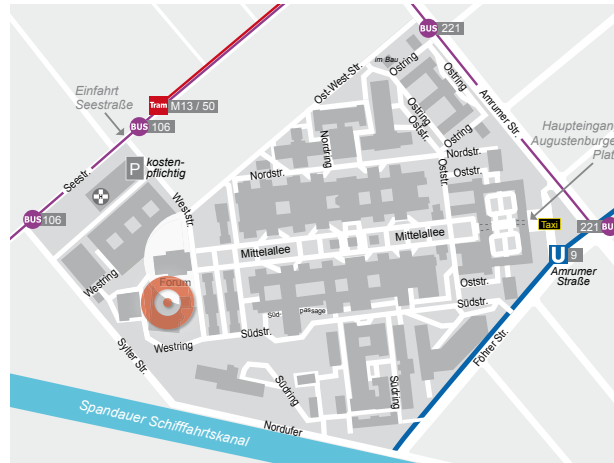 BUS 221
im Bau
Ostring
Ost-West-Str.
Ostring
Einfahrt
Seestraße
Tram M13 / 50
BUS 106
Amrumer Str.
Haupteingang
Augustenburger
Platz
Oststr.
Ostring
Nordring
Nordstr.
P kosten-
pflichtig
Seestr.
Nordstr.
Oststr.
Oststr.
Weststr.
BUS 106
Mittelallee
Mittelallee
Taxi
221 BUS
U 9
Amrumer
Straße
Westring
Forum
Oststr.
Südstr.
Süd-
passage
Südstr.
Westring
Sylter Str.
Föhrer Str.
Südring
Südring
Spandauer Schifffahrtskanal
Nordufer